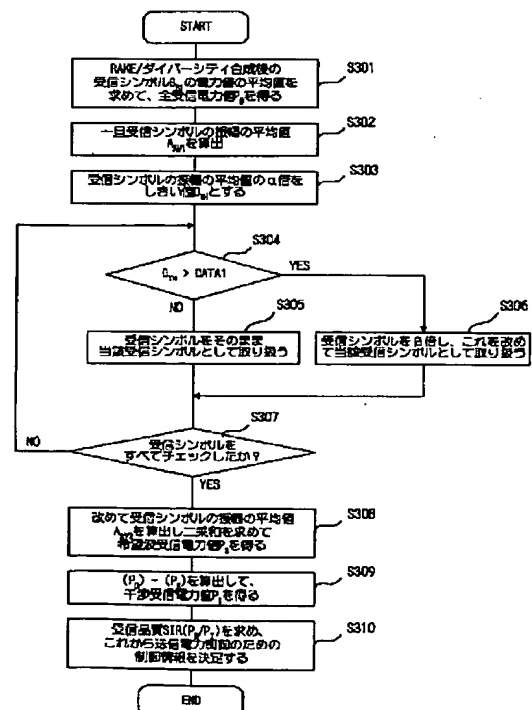 START
S301
RAKE/ダイバーシティ合成後の
受信シンボル の電力値の平均値を
求めて、全受信電力値 を得る
S302
一旦受信シンボルの振幅の平均値
を算出
S303
受信シンボルの振幅の平均値のα倍を
しきい値 とする
S304
> DATA1
YES
NO
S305
受信シンボルをそのまま
当該受信シンボルとして取り扱う
S306
受信シンボルをβ倍し、これを改め
て当該受信シンボルとして取り扱う
S307
受信シンボルを
すべてチェックしたか?
NO
YES
S308
改めて受信シンボルの振幅の平均値
を算出し二乗和を求めて
希望波受信電力値 を得る
S309
を算出して、
干渉受信電力値 を得る
S310
受信品質SIR を求め、
これから送信電力制御のための
制御情報を決定する
END